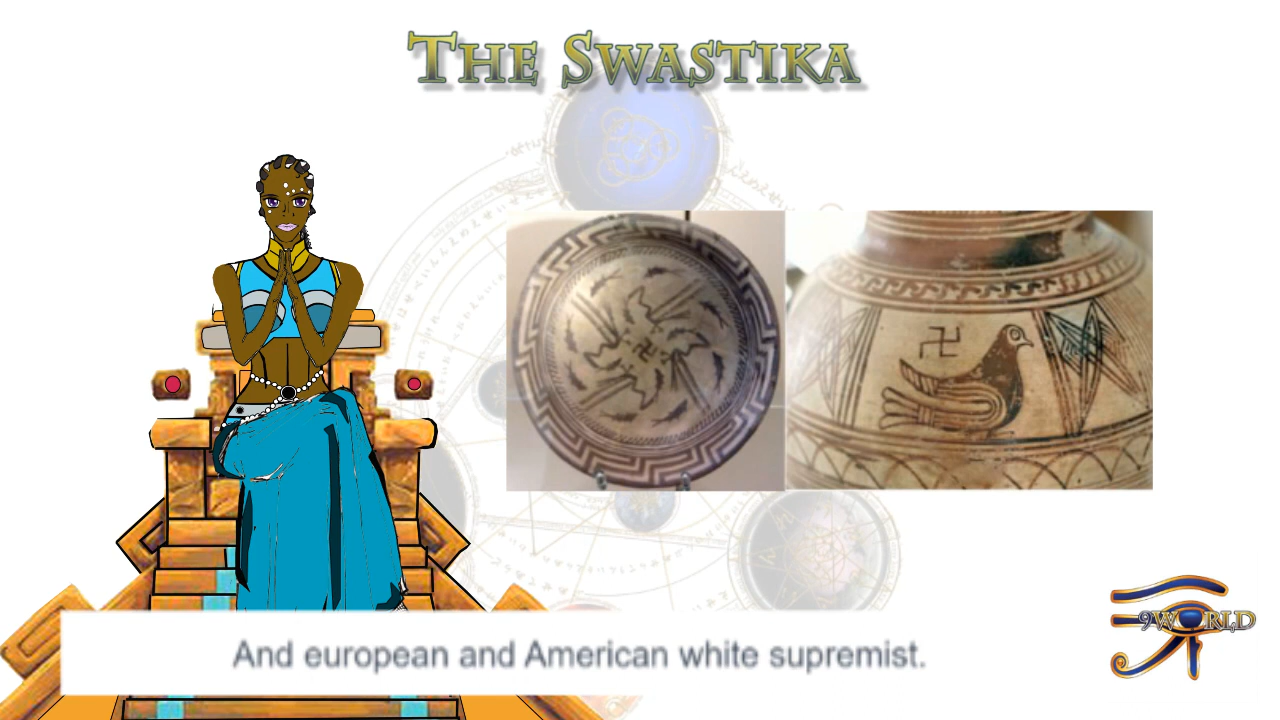 The Swastika
And european and American white supremist.
9WORLD